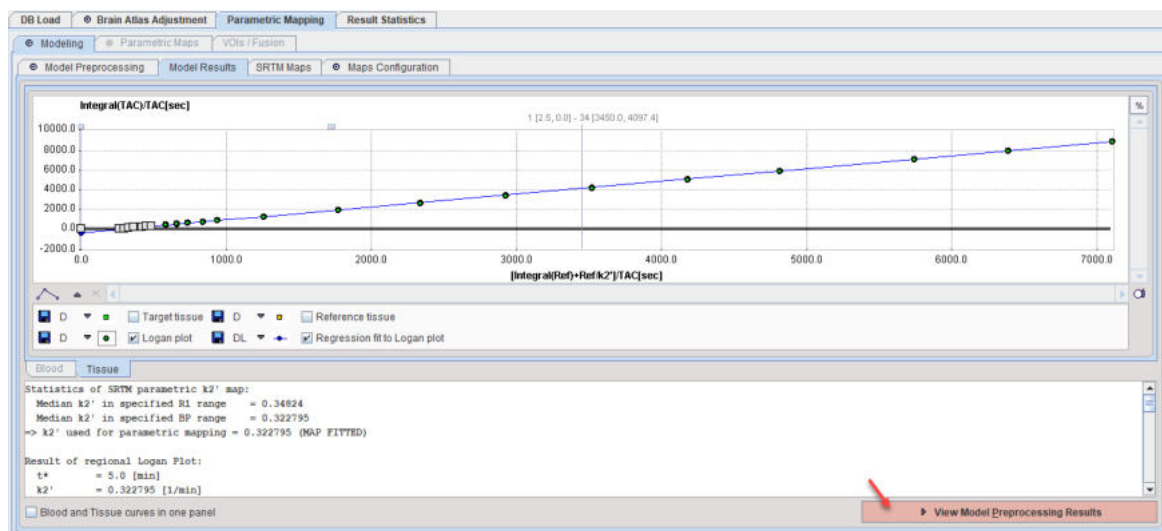 DB Load Brain Atlas Adjustment Parametric Mapping Result Statistics
Modeling Parametric Maps VOIs / Fusion
Model Preprocessing Model Results SRTM Maps Maps Configuration
Integral(TAC)/TAC[sec]
%
1 [2.5, 0.0] - 34 [3450.0, 4097.4]
10000.0
8000.0
6000.0
4000.0
2000.0
0.0
-2000.0
0.0 1000.0 2000.0 3000.0 4000.0 5000.0 6000.0 7000.0
[Integral(Ref)+Ref/k2']/TAC[sec]
D Target tissue D Reference tissue
D Logan plot DL Regression fit to Logan plot
Blood Tissue
Statistics of SRTM parametric k2' map:
Median k2' in specified R1 range = 0.34824
Median k2' in specified BP range = 0.322795
=> k2' used for parametric mapping = 0.322795 (MAP FITTED)
Result of regional Logan Plot:
t* = 5.0 [min]
k2' = 0.322795 [1/min]
Blood and Tissue curves in one panel View Model Preprocessing Results